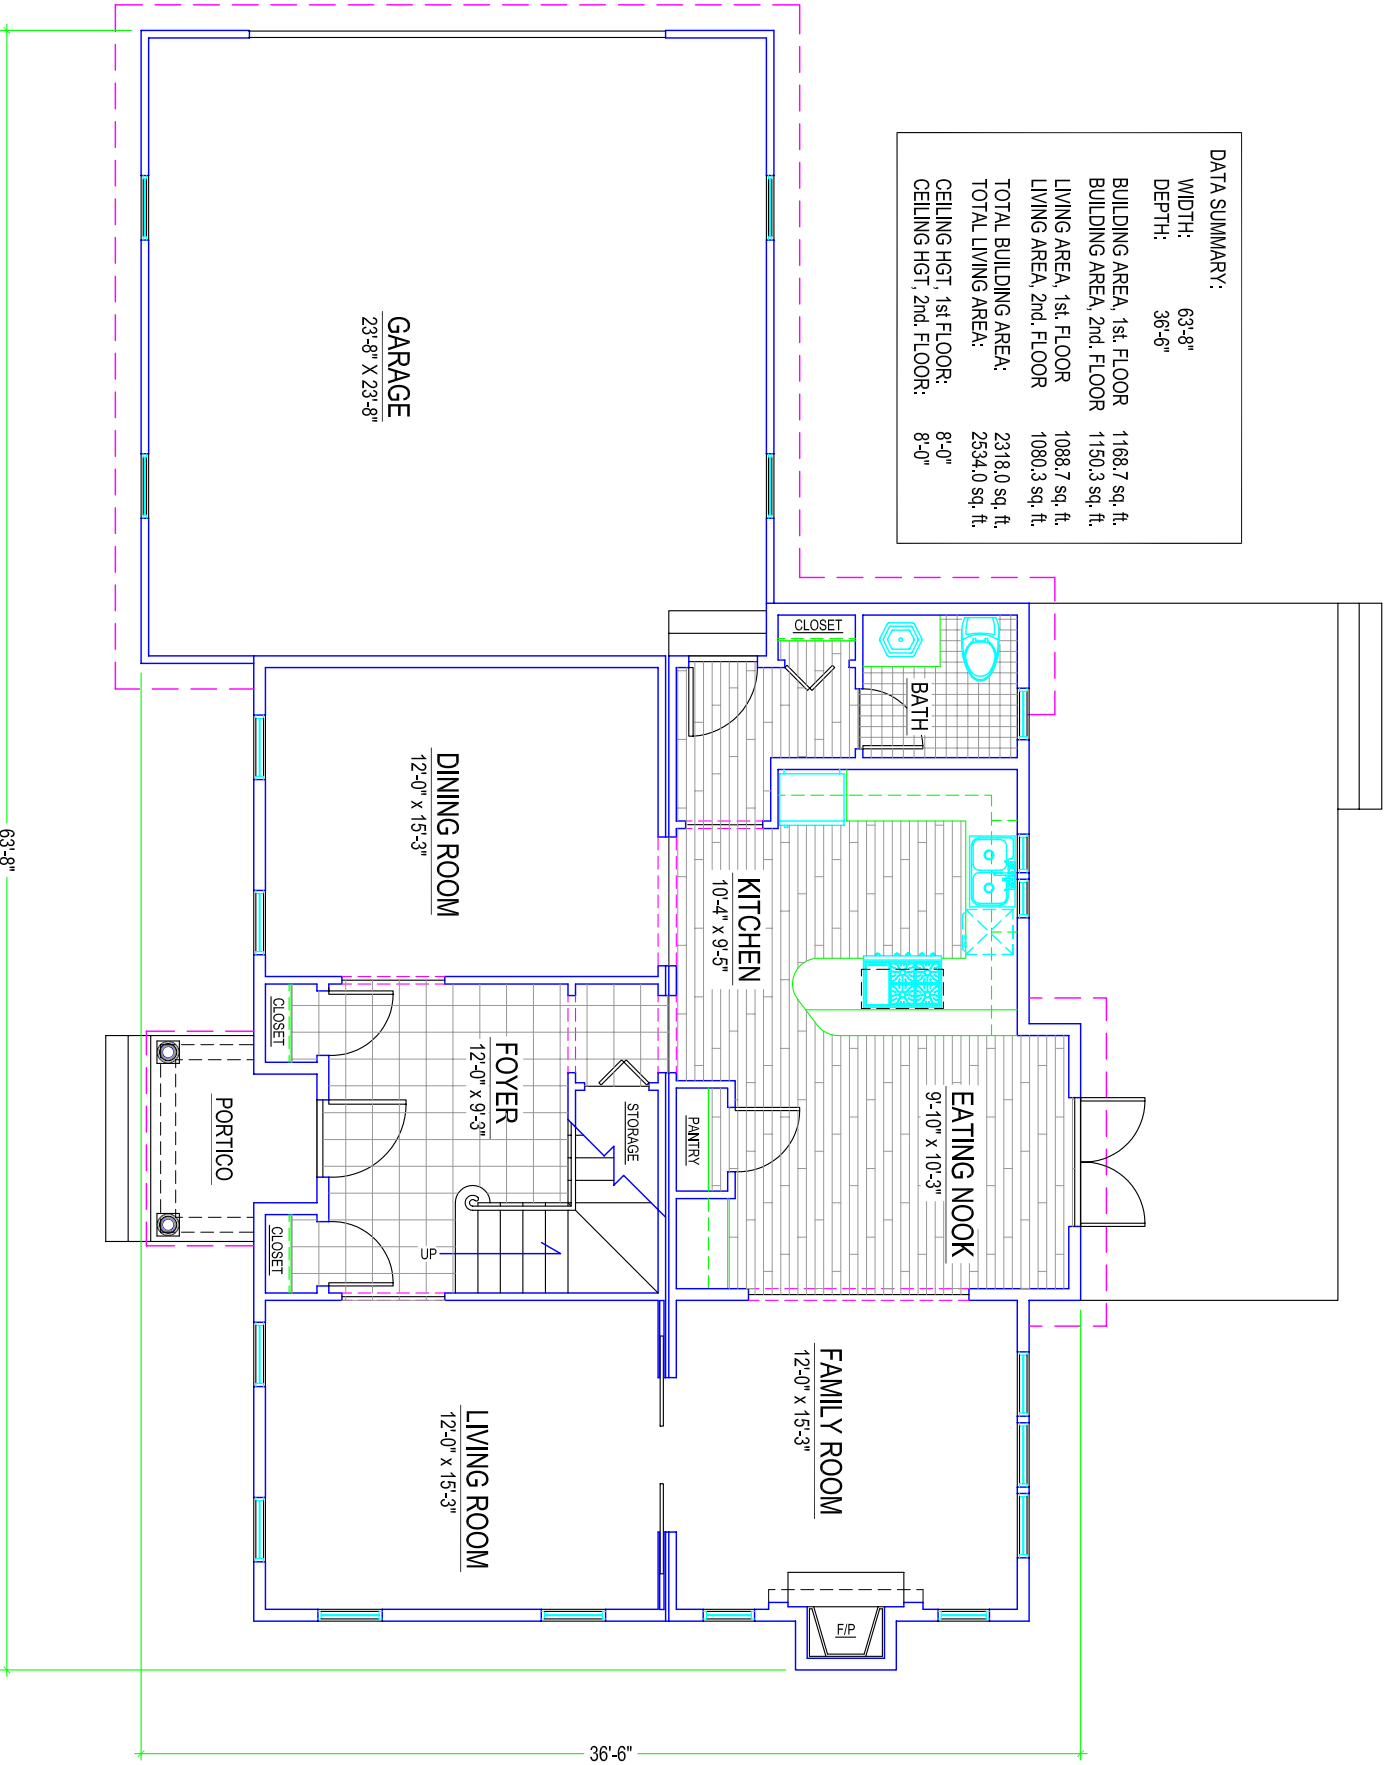 DATA SUMMARY:
WIDTH: 63'-8"
DEPTH: 36'-6"
BUILDING AREA, 1st. FLOOR 1168.7 sq. ft.
BUILDING AREA, 2nd. FLOOR 1150.3 sq. ft.
LIVING AREA, 1st. FLOOR 1088.7 sq. ft.
LIVING AREA, 2nd. FLOOR 1080.3 sq. ft.
TOTAL BUILDING AREA: 2318.0 sq. ft.
TOTAL LIVING AREA: 2534.0 sq. ft.
CEILING HGT, 1st FLOOR: 8'-0"
CEILING HGT, 2nd. FLOOR: 8'-0"
CLOSET
BATH
KITCHEN
10'-4" x 9'-5"
EATING NOOK
9'-10" x 10'-3"
FAMILY ROOM
12'-0" x 15'-3"
F/P
PANTRY
STORAGE
GARAGE
23'-8" X 23'-8"
DINING ROOM
12'-0" x 15'-3"
FOYER
12'-0" x 9'-3"
UP
LIVING ROOM
12'-0" x 15'-3"
CLOSET
CLOSET
PORTICO
36'-6"
63'-8"